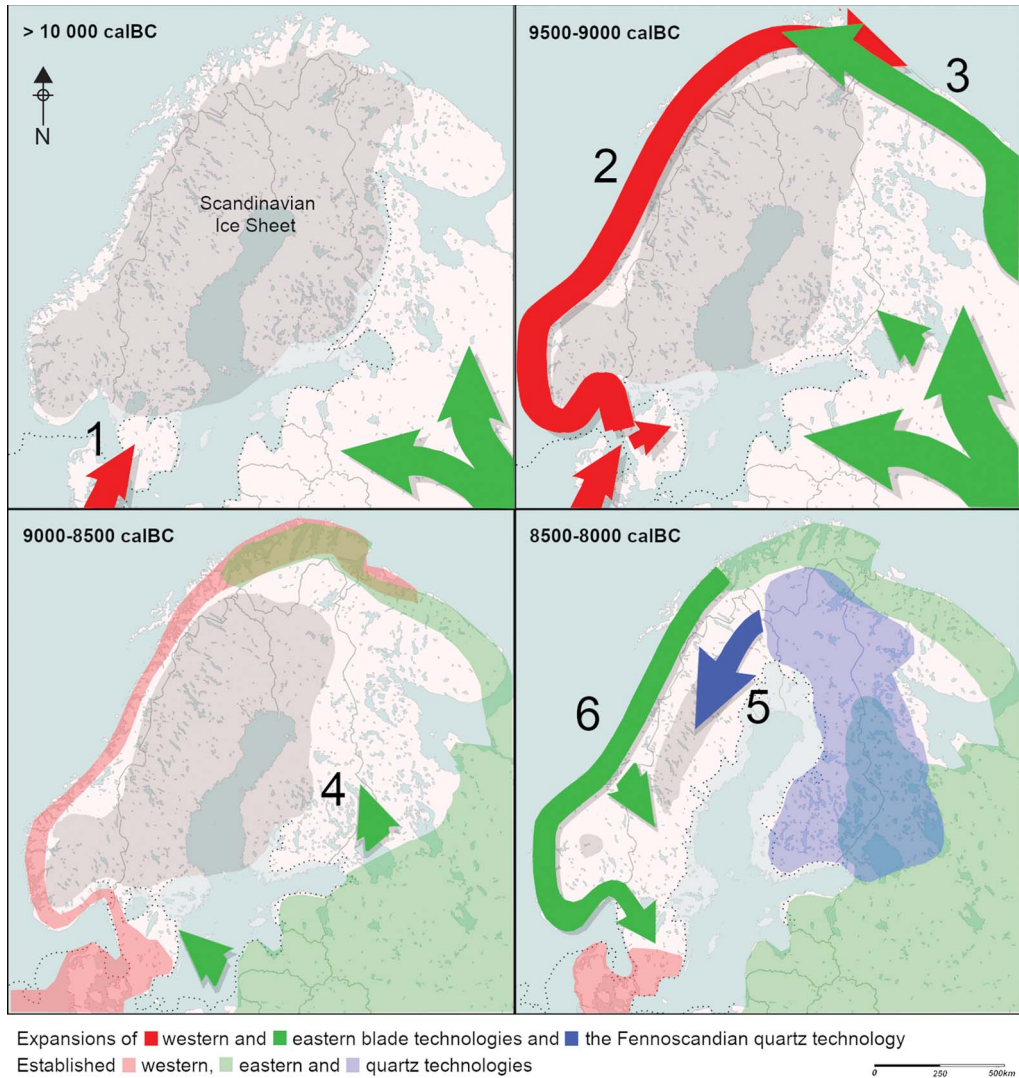 > 10 000 calBC
N
Scandinavian
Ice Sheet
1
9500-9000 calBC
2
3
9000-8500 calBC
4
8500-8000 calBC
5
6
Expansions of western and eastern blade technologies and the Fennoscandian quartz technology
Established western, eastern and quartz technologies
0 250 500km